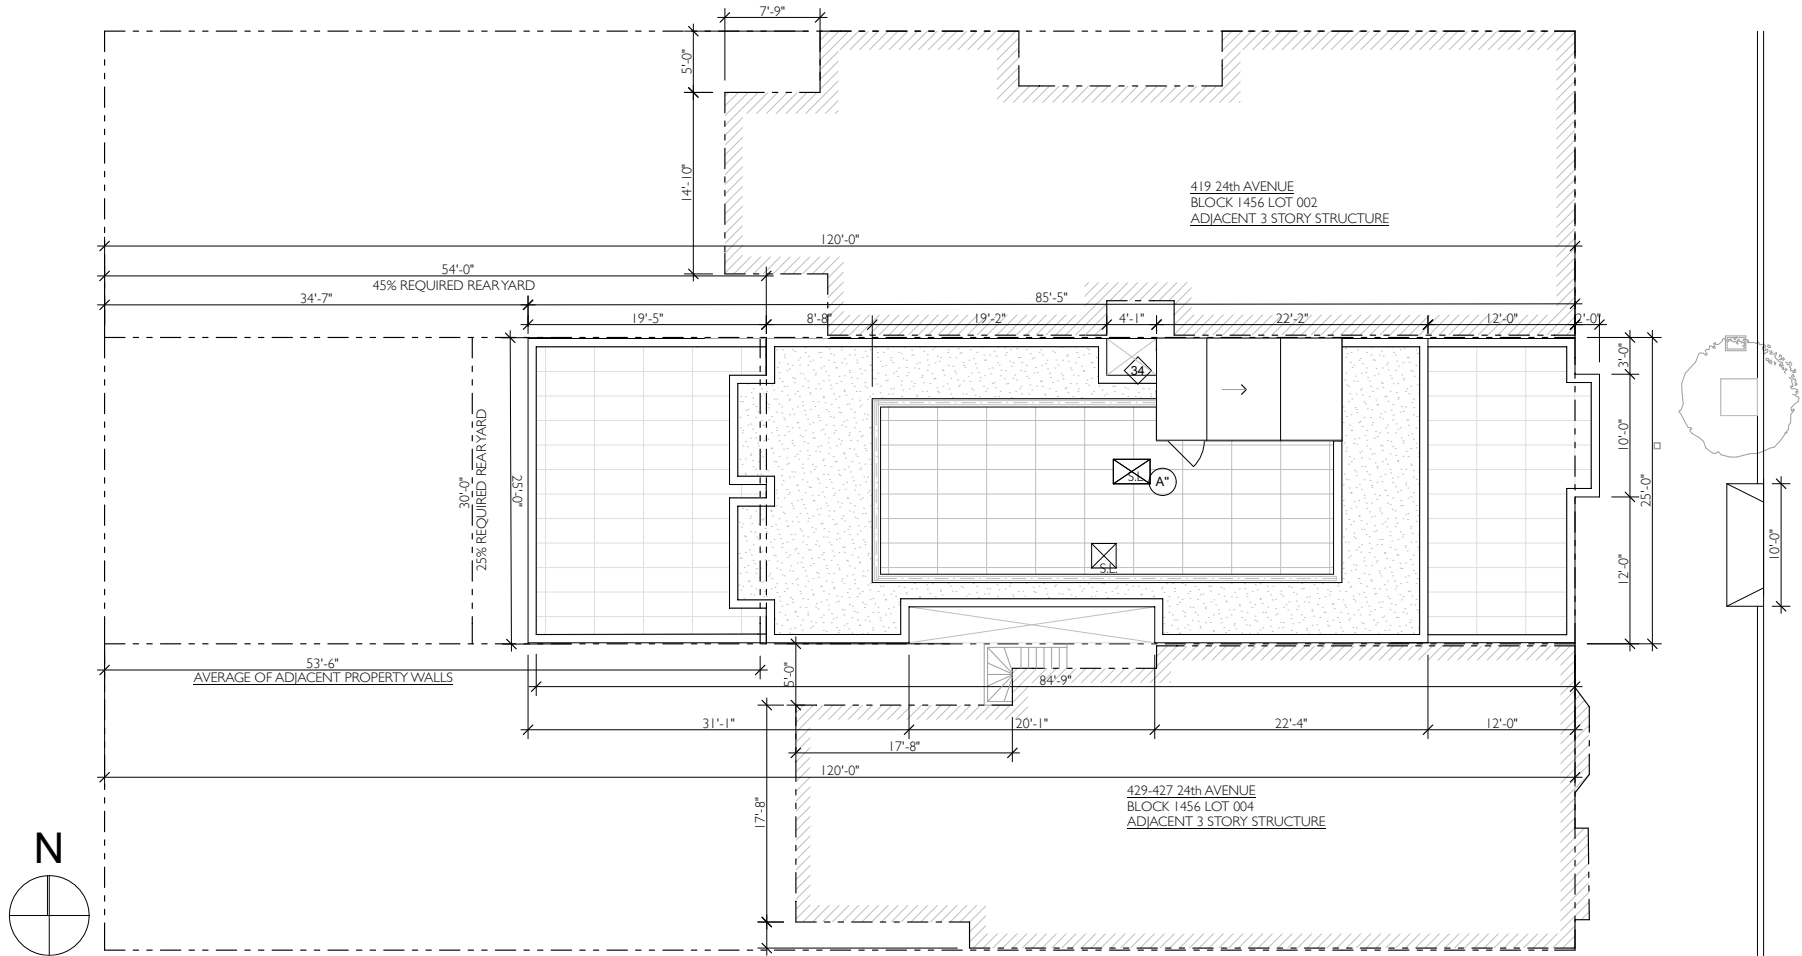 7'-9"
5'-0"
14'-10"
419 24th AVENUE
BLOCK 1456 LOT 002
ADJACENT 3 STORY STRUCTURE
120'-0"
54'-0"
45% REQUIRED REAR YARD
34'-7"
85'-5"
19'-5"
8'-8"
19'-2"
4'-1"
22'-2"
12'-0"
2'-0"
3'-0"
34
10'-0"
25'-0"
12'-0"
30'-0"
25% REQUIRED REAR YARD
25'-0"
S.L.
A"
S.L.
10'-0"
53'-6"
AVERAGE OF ADJACENT PROPERTY WALLS
5'-0"
84'-9"
31'-1"
20'-1"
22'-4"
12'-0"
17'-8"
120'-0"
17'-8"
429-427 24th AVENUE
BLOCK 1456 LOT 004
ADJACENT 3 STORY STRUCTURE
N